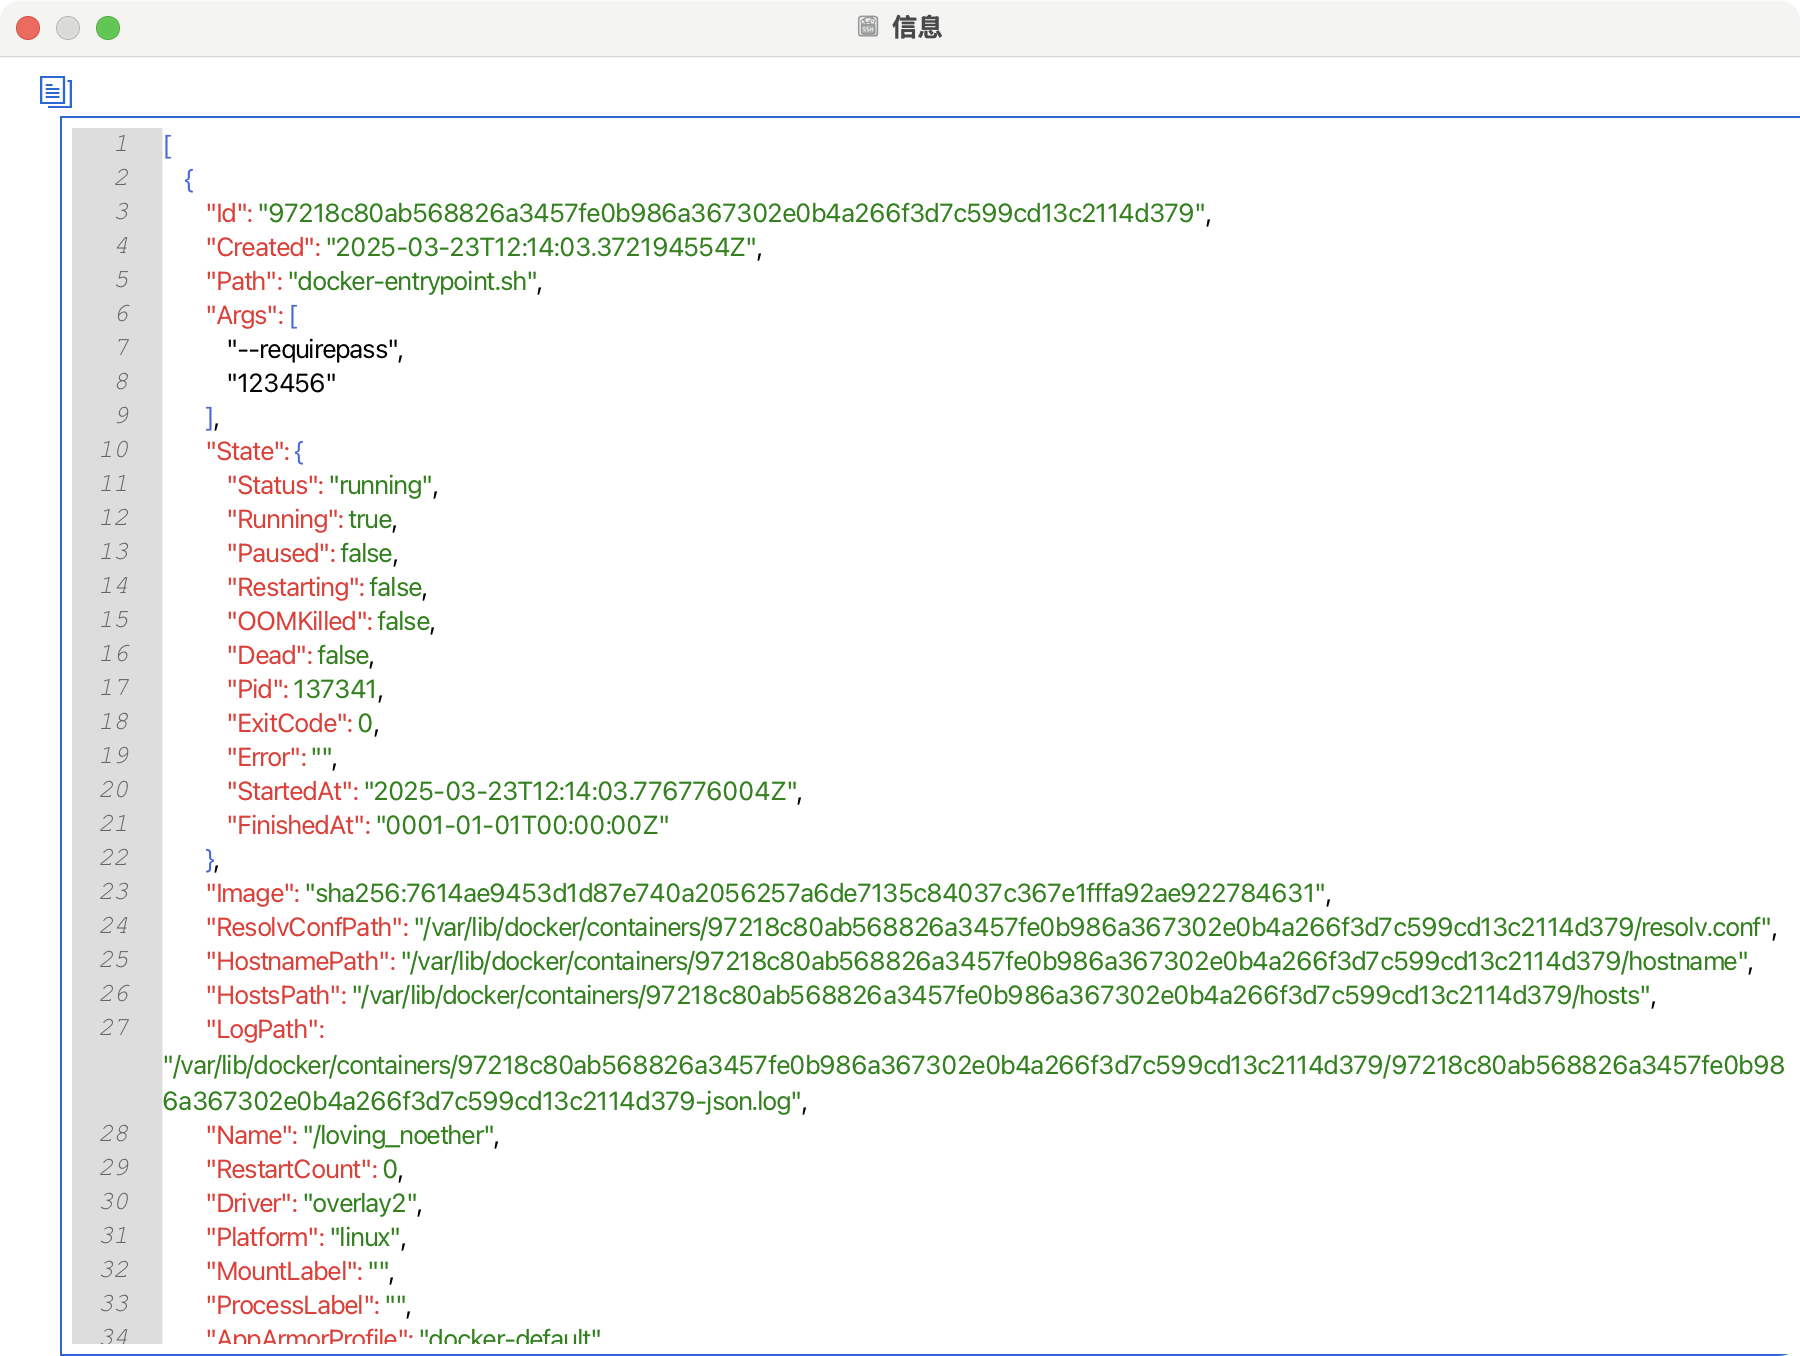 信息
1 [
2 {
3 "Id": "97218c80ab568826a3457fe0b986a367302e0b4a266f3d7c599cd13c2114d379",
4 "Created": "2025-03-23T12:14:03.372194554Z",
5 "Path": "docker-entrypoint.sh",
6 "Args": [
7 "--requirepass",
8 "123456"
9 ],
10 "State": {
11 "Status": "running",
12 "Running": true,
13 "Paused": false,
14 "Restarting": false,
15 "OOMKilled": false,
16 "Dead": false,
17 "Pid": 137341,
18 "ExitCode": 0,
19 "Error": "",
20 "StartedAt": "2025-03-23T12:14:03.776776004Z",
21 "FinishedAt": "0001-01-01T00:00:00Z"
22 },
23 "Image": "sha256:7614ae9453d1d87e740a2056257a6de7135c84037c367e1fffa92ae922784631",
24 "ResolvConfPath": "/var/lib/docker/containers/97218c80ab568826a3457fe0b986a367302e0b4a266f3d7c599cd13c2114d379/resolv.conf",
25 "HostnamePath": "/var/lib/docker/containers/97218c80ab568826a3457fe0b986a367302e0b4a266f3d7c599cd13c2114d379/hostname",
26 "HostsPath": "/var/lib/docker/containers/97218c80ab568826a3457fe0b986a367302e0b4a266f3d7c599cd13c2114d379/hosts",
27 "LogPath":
"/var/lib/docker/containers/97218c80ab568826a3457fe0b986a367302e0b4a266f3d7c599cd13c2114d379/97218c80ab568826a3457fe0b98
6a367302e0b4a266f3d7c599cd13c2114d379-json.log",
28 "Name": "/loving_noether",
29 "RestartCount": 0,
30 "Driver": "overlay2",
31 "Platform": "linux",
32 "MountLabel": "",
33 "ProcessLabel": "",
34 "AppArmorProfile": "docker-default"